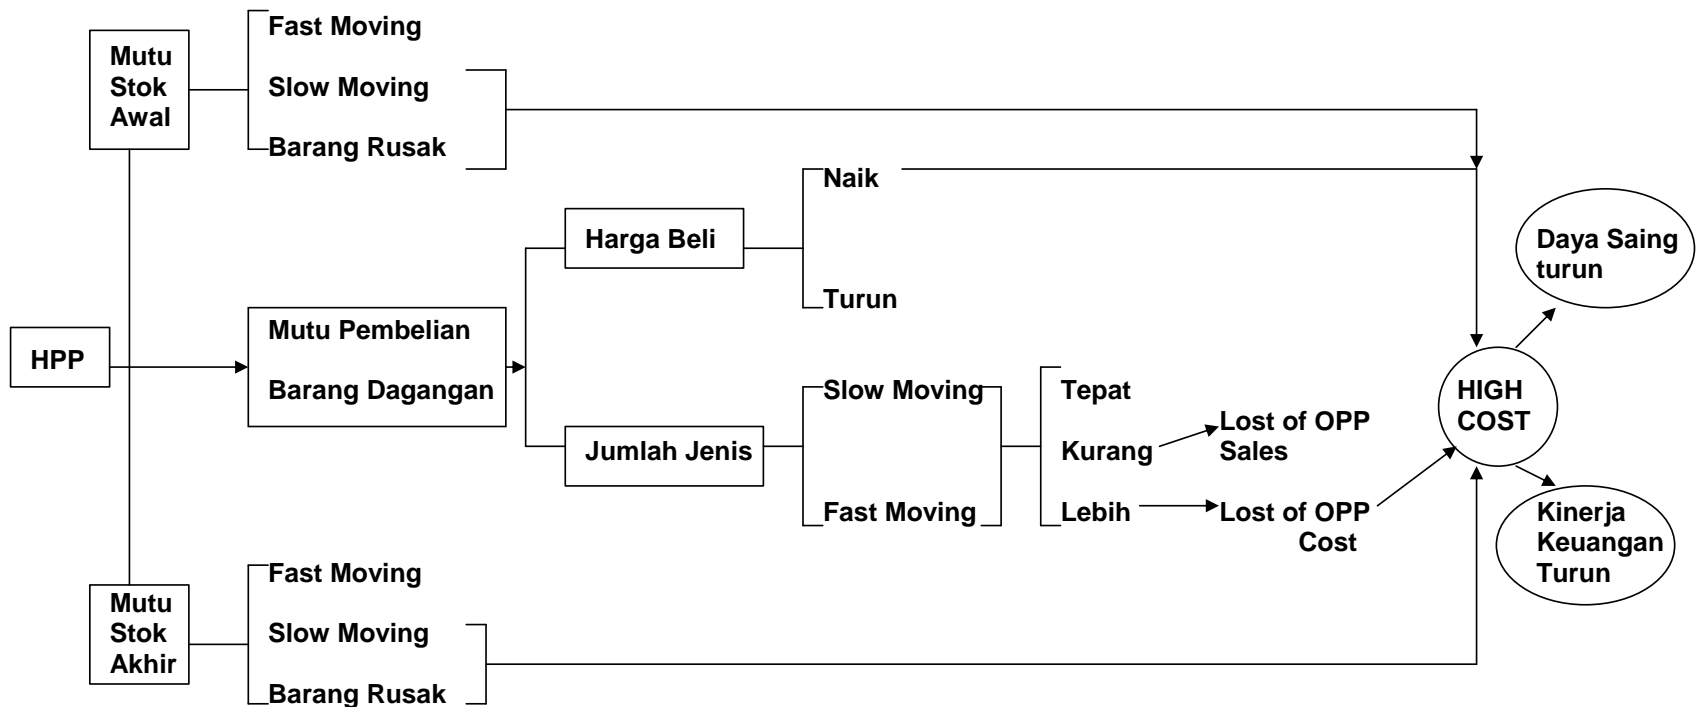 Fast Moving
Mutu
Stok
Awal
Slow Moving
Barang Rusak
Naik
Harga Beli
Turun
Daya Saing
turun
HPP
Mutu Pembelian
Barang Dagangan
Slow Moving
Jumlah Jenis
Fast Moving
Tepat
Kurang
Lebih
Lost of OPP
Sales
Lost of OPP
Cost
HIGH
COST
Kinerja
Keuangan
Turun
Mutu
Stok
Akhir
Fast Moving
Slow Moving
Barang Rusak